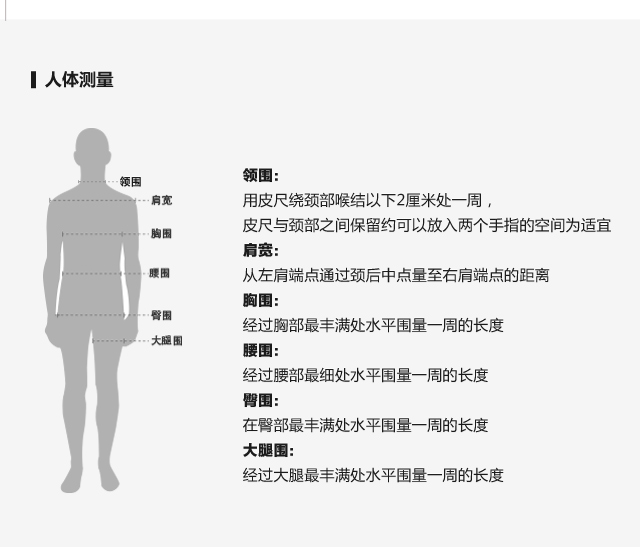 人体测量
领围
肩宽
胸围
腰围
臀围
大腿围
领围:
用皮尺绕颈部喉结以下2厘米处一周，
皮尺与颈部之间保留约可以放入两个手指的空间为适宜
肩宽:
从左肩端点通过颈后中点量至右肩端点的距离
胸围:
经过胸部最丰满处水平围量一周的长度
腰围:
经过腰部最细处水平围量一周的长度
臀围:
在臀部最丰满处水平围量一周的长度
大腿围:
经过大腿最丰满处水平围量一周的长度